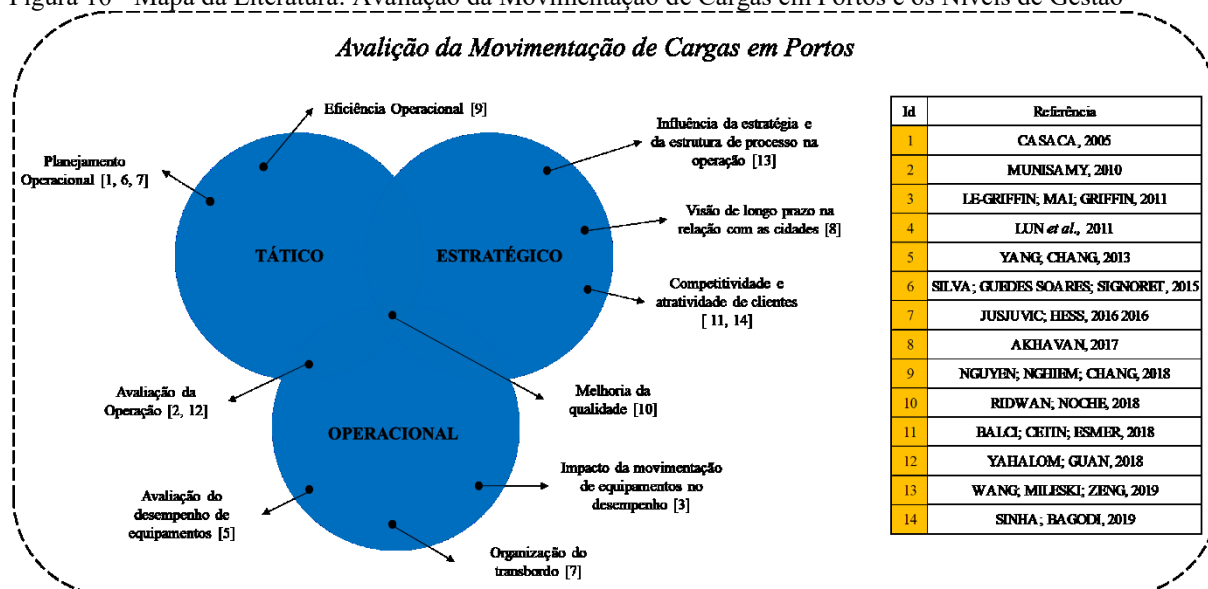 Figura 16 - Mapa da Literatura: Avaliação da Movimentação de Cargas em Portos e os Níveis de Gestão
Avalição da Movimentação de Cargas em Portos
Eficiência Operacional [9]
Planejamento
Operacional [1, 6, 7]
Influência da estratégia e
da estrutura de processo na
operação [13]
Visão de longo prazo na
relação com as cidades [8]
TÁTICO
ESTRATÉGICO
Competitividade e
atratividade de clientes
[ 11, 14]
Avaliação da
Operação [2, 12]
Melhoria da
qualidade [10]
OPERACIONAL
Impacto da movimentação
de equipamentos no
desempenho [3]
Avaliação do
desempenho de
equipamentos [5]
Organização do
transbordo [7]
Id Referência
1 CASACA, 2005
2 MUNISAMY, 2010
3 LE-GRIFFIN; MAI; GRIFFIN, 2011
4 LUN et al., 2011
5 YANG; CHANG, 2013
6 SILVA; GUEDES SOARES; SIGNORET, 2015
7 JUSJUVIC; HESS, 2016 2016
8 AKHAVAN, 2017
9 NGUYEN; NGHIEM; CHANG, 2018
10 RIDWAN; NOCHE, 2018
11 BALCI; CETIN; ESMER, 2018
12 YAHALOM; GUAN, 2018
13 WANG; MILESKI; ZENG, 2019
14 SINHA; BAGODI, 2019